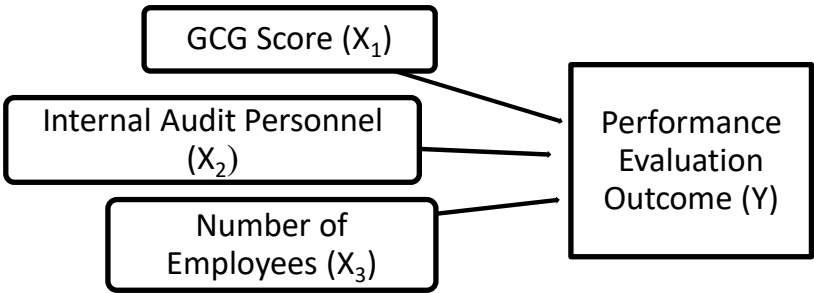 GCG Score (X₁)
Internal Audit Personnel
(X₂)
Number of
Employees (X₃)
Performance
Evaluation
Outcome (Y)